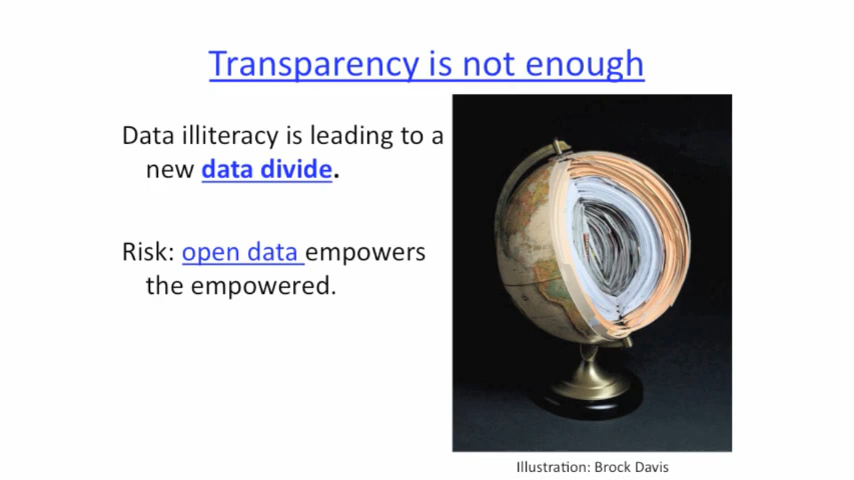 Transparency is not enough
Data illiteracy is leading to a
new data divide.
Risk: open data empowers
the empowered.
Illustration: Brock Davis